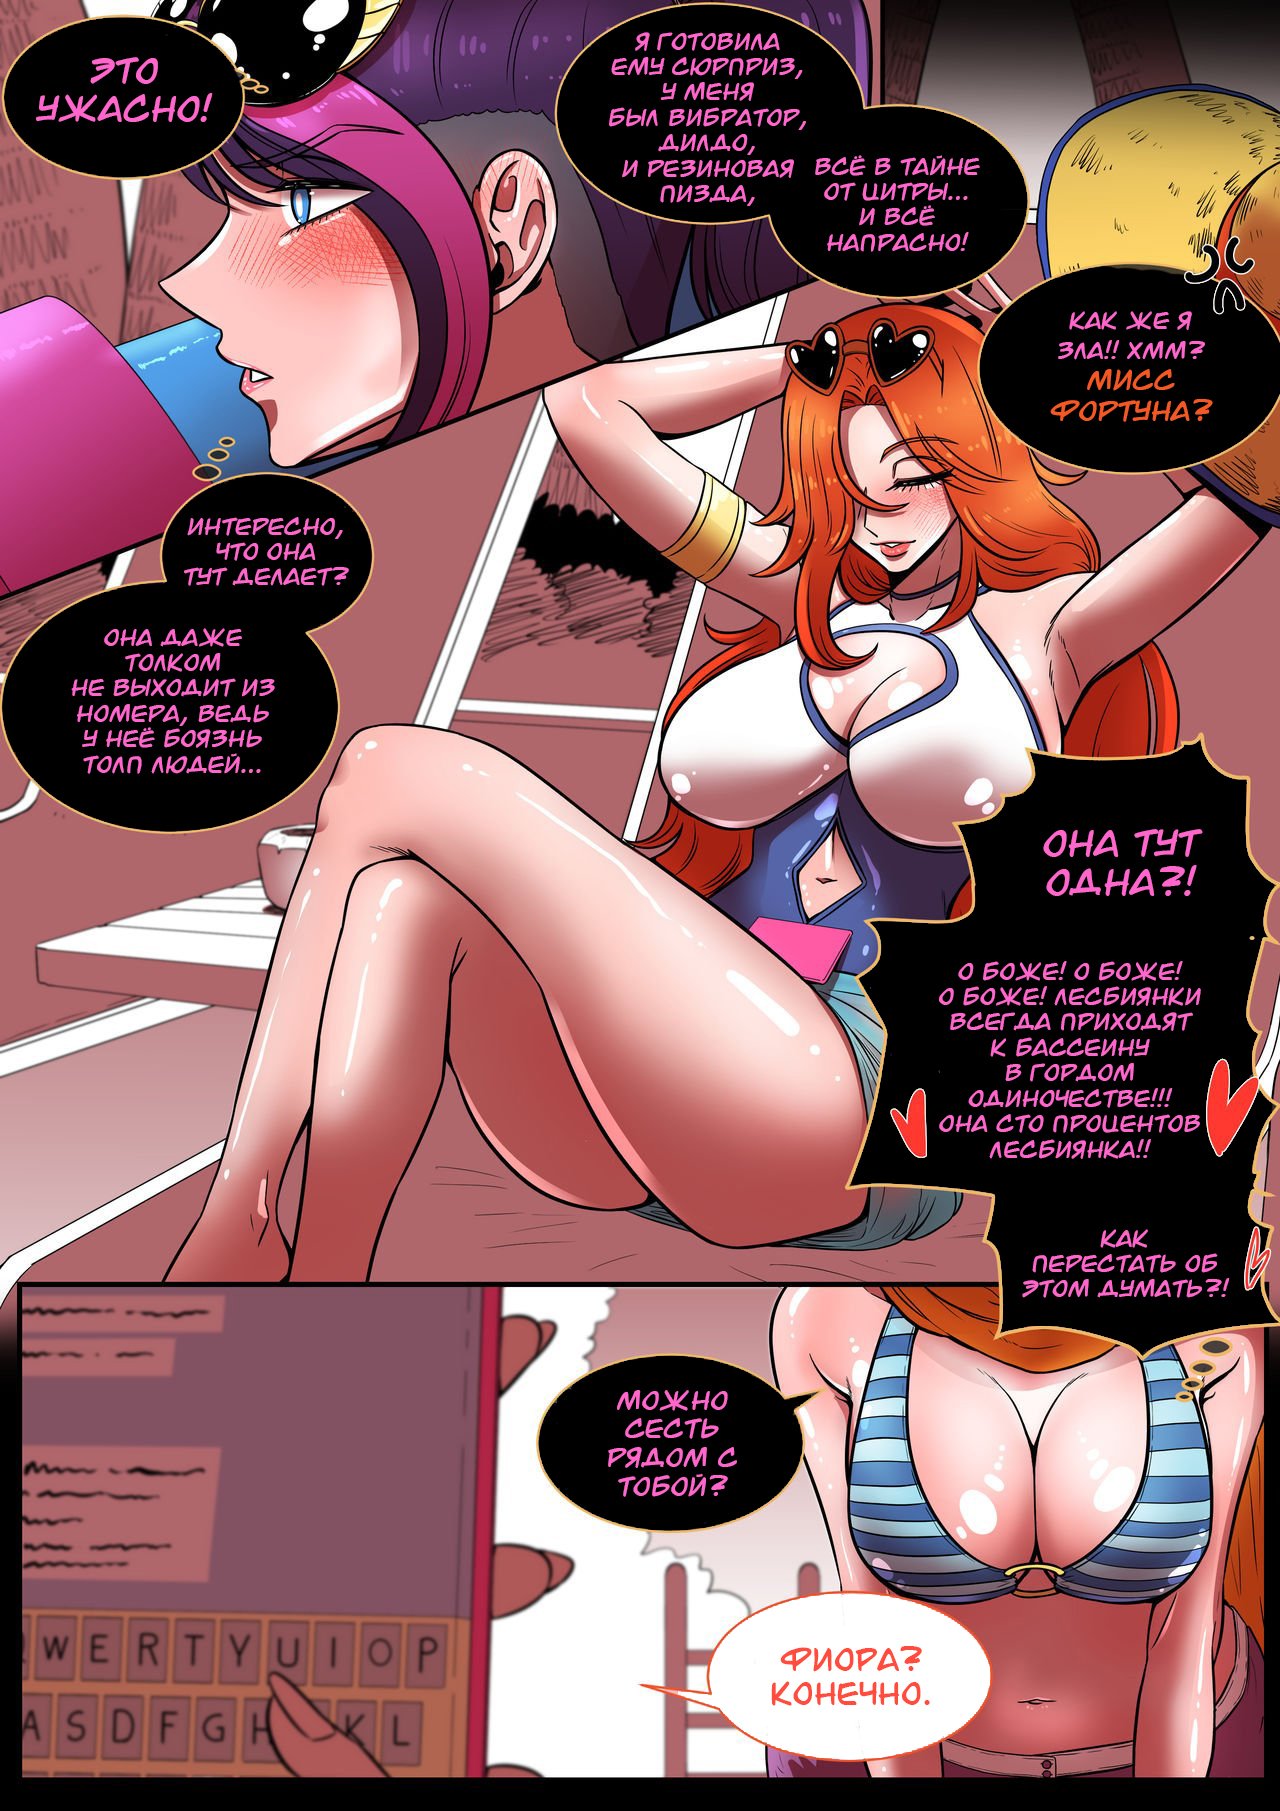 ЭТО
УЖАСНО!
Я ГОТОВИЛА
ЕМУ СЮРПРИЗ,
У МЕНЯ
БЫЛ ВИБРАТОР,
ДИЛДО,
И РЕЗИНОВАЯ
ПИЗДА,
ВСЁ В ТАЙНЕ
ОТ ЦИТРЫ...
И ВСЁ
НАПРАСНО!
КАК ЖЕ Я
ЗЛА!! ХММ?
МИСС
ФОРТУНА?
ИНТЕРЕСНО,
ЧТО ОНА
ТУТ ДЕЛАЕТ?
ОНА ДАЖЕ
ТОЛКОМ
НЕ ВЫХОДИТ ИЗ
НОМЕРА, ВЕДЬ
У НЕЁ БОЯЗНЬ
ТОЛП ЛЮДЕЙ...
ОНА ТУТ
ОДНА?!
О БОЖЕ! О БОЖЕ!
О БОЖЕ! ЛЕСБИЯНКИ
ВСЕГДА ПРИХОДЯТ
К БАССЕИНУ
В ГОРДОМ
ОДИНОЧЕСТВЕ!!!
ОНА СТО ПРОЦЕНТОВ
ЛЕСБИЯНКА!!
КАК
ПЕРЕСТАТЬ ОБ
ЭТОМ ДУМАТЬ?!
МОЖНО
СЕСТЬ
РЯДОМ С
ТОБОЙ?
ФИОРА?
КОНЕЧНО.
QWERTYUIOP
ASDFGH KL